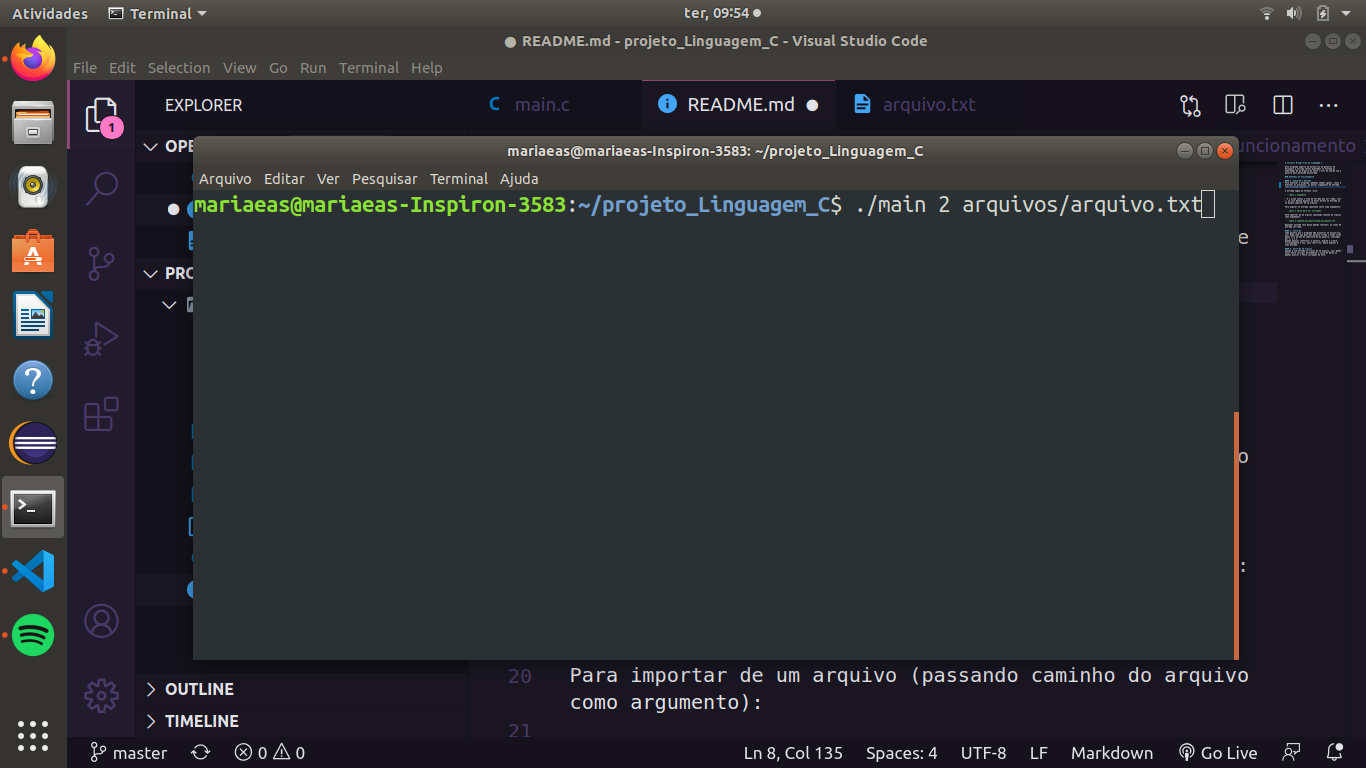 Atividades Terminal ter, 09:54
README.md - projeto_Linguagem_C - Visual Studio Code
File Edit Selection View Go Run Terminal Help
EXPLORER
main.c README.md arquivo.txt
1
OPE
uncionamento
mariaeas@mariaeas-Inspiron-3583: ~/projeto_Linguagem_C
Arquivo Editar Ver Pesquisar Terminal Ajuda
mariaeas@mariaeas-Inspiron-3583:~/projeto_Linguagem_C$ ./main 2 arquivos/arquivo.txt
e
PRO
o
:
20 Para importar de um arquivo (passando caminho do arquivo
como argumento):
21
OUTLINE
TIMELINE
master 0 0 Ln 8, Col 135 Spaces: 4 UTF-8 LF Markdown Go Live